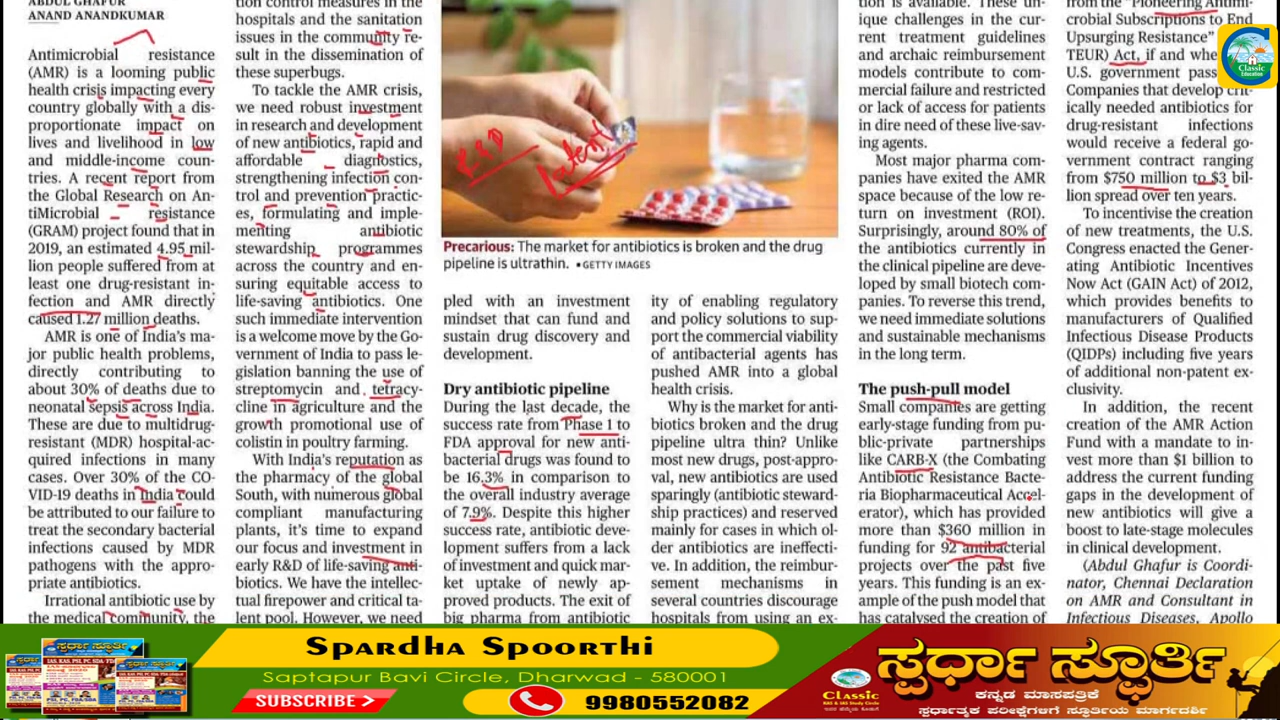 ABDUL GHAFUR
ANAND ANANDKUMAR
Antimicrobial resistance
(AMR) is a looming public
health crisis impacting every
country globally with a dis-
proportionate impact on
lives and livelihood in low
and middle-income coun-
tries. A recent report from
the Global Research on An-
tiMicrobial resistance
(GRAM) project found that in
2019, an estimated 4.95 mil-
lion people suffered from at
least one drug-resistant in-
fection and AMR directly
caused 1.27 million deaths.
AMR is one of India's ma-
jor public health problems,
directly contributing to
about 30% of deaths due to
neonatal sepsis across India.
These are due to multidrug-
resistant (MDR) hospital-ac-
quired infections in many
cases. Over 30% of the CO-
VID-19 deaths in India could
be attributed to our failure to
treat the secondary bacterial
infections caused by MDR
pathogens with the appro-
priate antibiotics.
Irrational antibiotic use by
the medical community, the
tion control measures in the
hospitals and the sanitation
issues in the community re-
sult in the dissemination of
these superbugs.
To tackle the AMR crisis,
we need robust investment
in research and development
of new antibiotics, rapid and
affordable diagnostics,
strengthening infection con-
trol and prevention practic-
es, formulating and imple-
menting antibiotic
stewardship programmes
across the country and en-
suring equitable access to
life-saving antibiotics. One
such immediate intervention
is a welcome move by the Go-
vernment of India to pass le-
gislation banning the use of
streptomycin and tetracy-
cline in agriculture and the
growth promotional use of
colistin in poultry farming.
With India's reputation as
the pharmacy of the global
South, with numerous global
compliant manufacturing
plants, it's time to expand
our focus and investment in
early R&D of life-saving anti-
biotics. We have the intellec-
tual firepower and critical ta-
lent pool. However, we need
R&D
latest
Precarious: The market for antibiotics is broken and the drug
pipeline is ultrathin. •GETTY IMAGES
pled with an investment
mindset that can fund and
sustain drug discovery and
development.
Dry antibiotic pipeline
During the last decade, the
success rate from Phase 1 to
FDA approval for new anti-
bacterial drugs was found to
be 16.3% in comparison to
the overall industry average
of 7.9%. Despite this higher
success rate, antibiotic deve-
lopment suffers from a lack
of investment and quick mar-
ket uptake of newly ap-
proved products. The exit of
big pharma from antibiotic
ity of enabling regulatory
and policy solutions to sup-
port the commercial viability
of antibacterial agents has
pushed AMR into a global
health crisis.
Why is the market for anti-
biotics broken and the drug
pipeline ultra thin? Unlike
most new drugs, post-appro-
val, new antibiotics are used
sparingly (antibiotic steward-
ship practices) and reserved
mainly for cases in which ol-
der antibiotics are ineffecti-
ve. In addition, the reimbur-
sement mechanisms in
several countries discourage
hospitals from using an ex-
tion is available. These un-
ique challenges in the cur-
rent treatment guidelines
and archaic reimbursement
models contribute to com-
mercial failure and restricted
or lack of access for patients
in dire need of these live-sav-
ing agents.
Most major pharma com-
panies have exited the AMR
space because of the low re-
turn on investment (ROI).
Surprisingly, around 80% of
the antibiotics currently in
the clinical pipeline are deve-
loped by small biotech com-
panies. To reverse this trend,
we need immediate solutions
and sustainable mechanisms
in the long term.
The push-pull model
Small companies are getting
early-stage funding from pu-
blic-private partnerships
like CARB-X (the Combating
Antibiotic Resistance Bacte-
ria Biopharmaceutical Accel-
erator), which has provided
more than $360 million in
funding for 92 antibacterial
projects over the past five
years. This funding is an ex-
ample of the push model that
has catalysed the creation of
from the "Pioneering Antimi-
crobial Subscriptions to End
Upsurging Resistance"
TEUR) Act, if and whe
U.S. government pass
Companies that develop crit-
ically needed antibiotics for
drug-resistant infections
would receive a federal go-
vernment contract ranging
from $750 million to $3 bil-
lion spread over ten years.
To incentivise the creation
of new treatments, the U.S.
Congress enacted the Gener-
ating Antibiotic Incentives
Now Act (GAIN Act) of 2012,
which provides benefits to
manufacturers of Qualified
Infectious Disease Products
(QIDPs) including five years
of additional non-patent ex-
clusivity.
In addition, the recent
creation of the AMR Action
Fund with a mandate to in-
vest more than $1 billion to
address the current funding
gaps in the development of
new antibiotics will give a
boost to late-stage molecules
in clinical development.
(Abdul Ghafur is Coordi-
nator, Chennai Declaration
on AMR and Consultant in
Infectious Diseases, Apollo
Classic
Education
SPARDHA SPOORTHI
Saptapur Bavi Circle, Dharwad - 580001
SUBSCRIBE
9980552082
Classic
KAS & IAS Study Circle
ಸ್ಪರ್ಧಾ ಸ್ಫೂರ್ತಿ
ಕನ್ನಡ ಮಾಸಪತ್ರಿಕೆ
ಸ್ಪರ್ಧಾತ್ಮಕ ಪರೀಕ್ಷೆಗಳಿಗೆ ಸ್ಫೂರ್ತಿಯ ಮಾರ್ಗದರ್ಶಿ